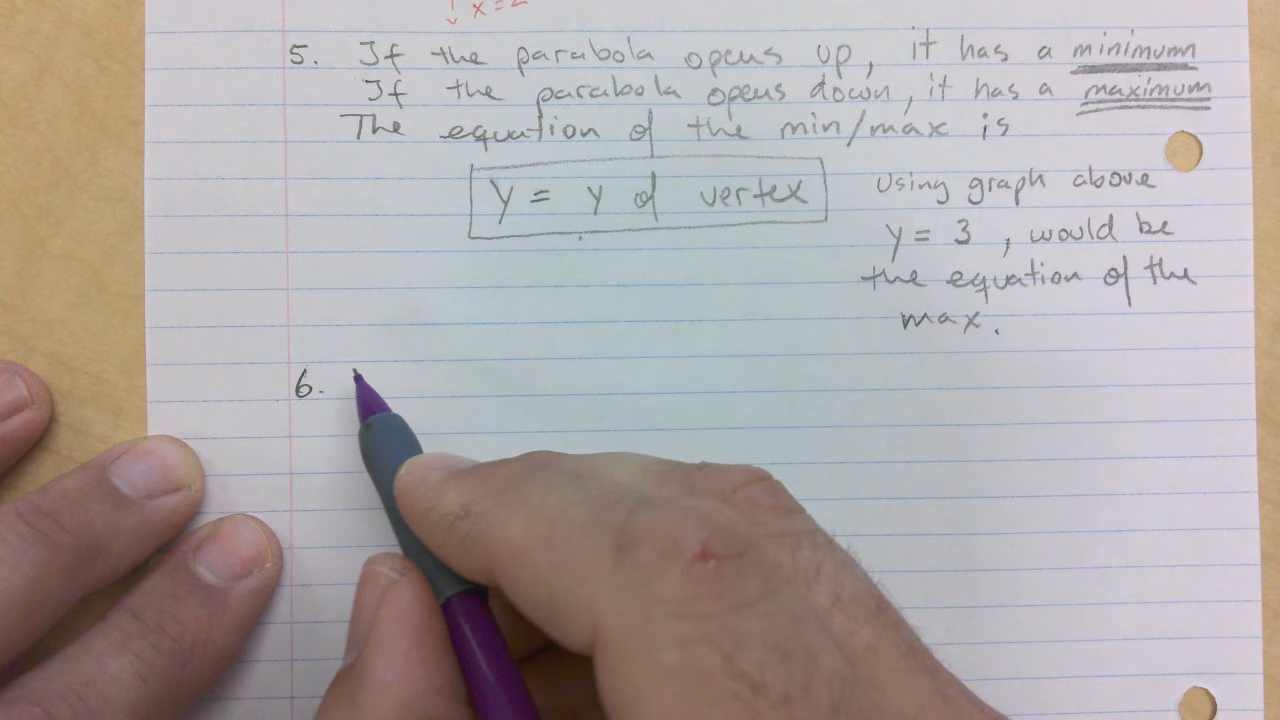 x = 2
5. If the parabola opens up, it has a minimum
If the parabola opens down, it has a maximum
The equation of the min/max is
y = y of vertex
Using graph above
y = 3 , would be
the equation of the
max.
6.